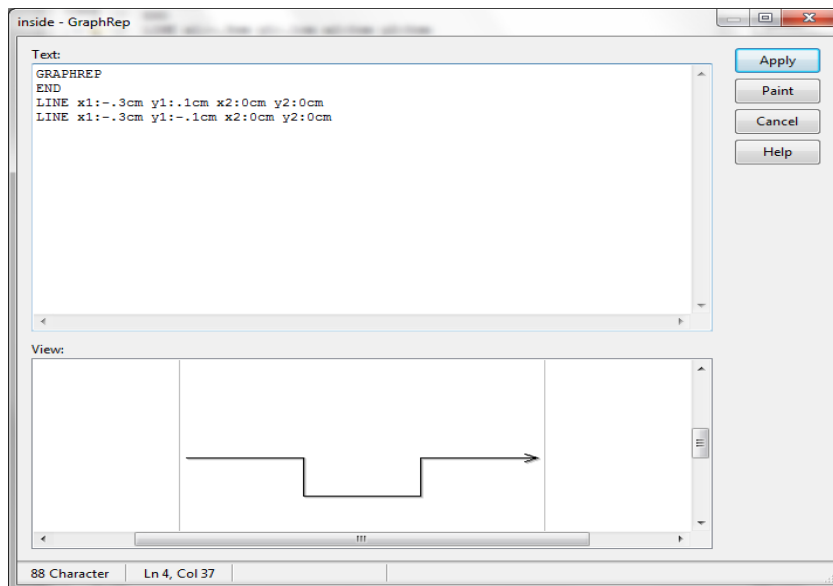 inside - GraphRep
Text:
GRAPHREP
END
LINE x1:-.3cm y1:.1cm x2:0cm y2:0cm
LINE x1:-.3cm y1:-.1cm x2:0cm y2:0cm
Apply
Paint
Cancel
Help
View:
88 Character
Ln 4, Col 37